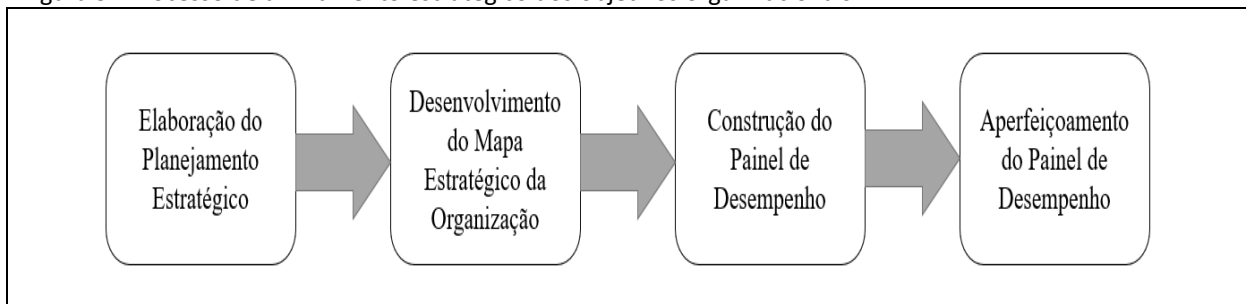 Elaboração do
Planejamento
Estratégico
Desenvolvimento
do Mapa
Estratégico da
Organização
Construção do
Painel de
Desempenho
Aperfeiçoamento
do Painel de
Desempenho